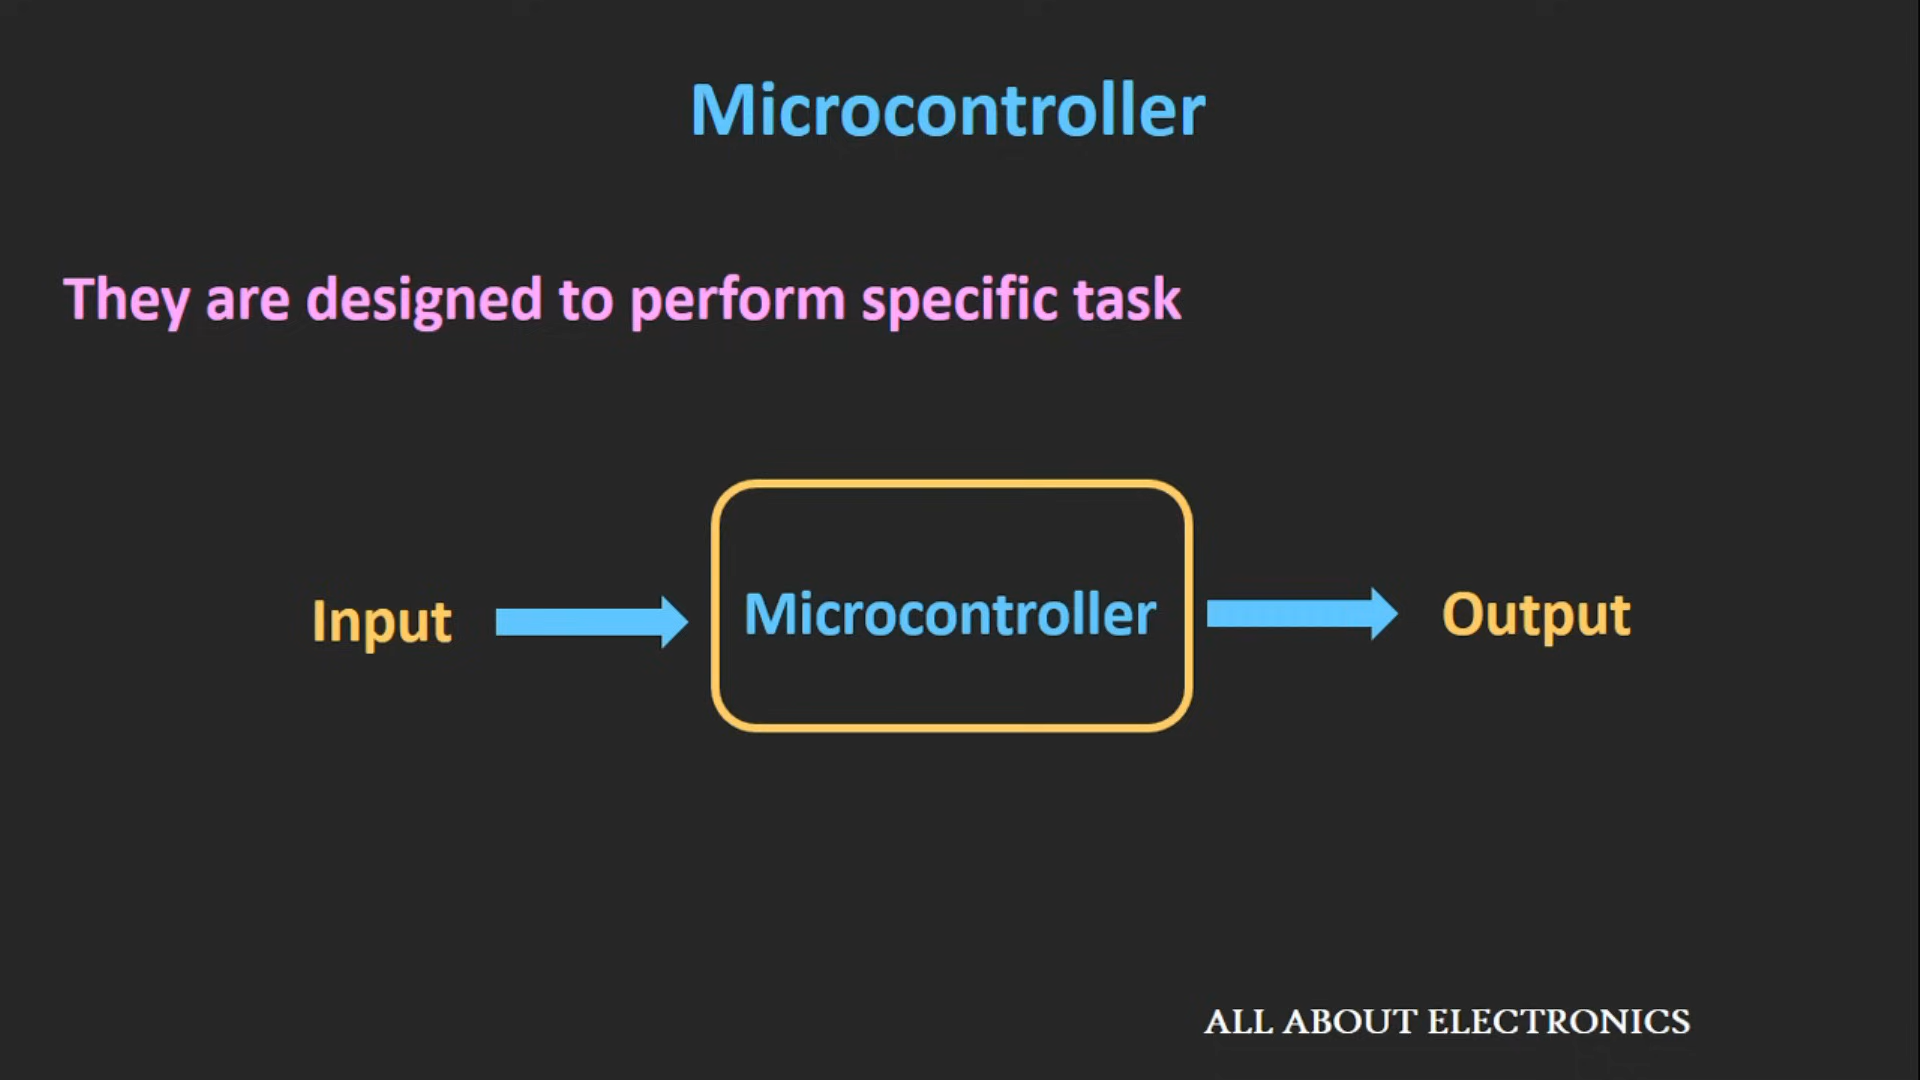 Microcontroller
They are designed to perform specific task
Input
Microcontroller
Output
ALL ABOUT ELECTRONICS